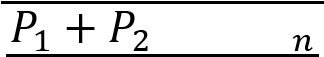 P₁ + P₂ ₙ